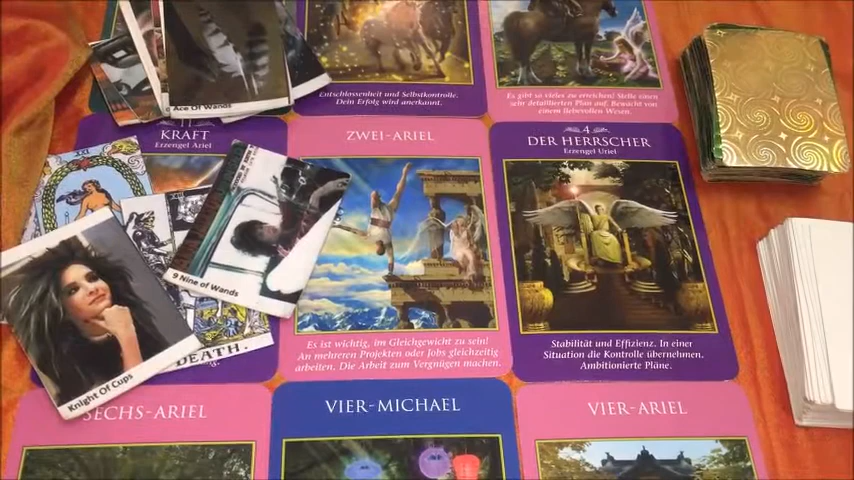 Entschlossenheit und Selbstkontrolle.
Dein Erfolg wird anerkannt.
Es gibt so vieles zu erreichen! Stelle einen
sehr detaillierten Plan auf. Bewacht von
einem liebevollen Wesen.
Ace Of Wands
11
KRAFT
Erzengel Ariel
ZWEI-ARIEL
4
DER HERRSCHER
Erzengel Uriel
XXI
9 Nine of Wands
Knight Of Cups
DEATH.
Es ist wichtig, im Gleichgewicht zu sein!
An mehreren Projekten oder Jobs gleichzeitig
arbeiten. Die Arbeit zum Vergnügen machen.
Stabilität und Effizienz. In einer
Situation die Kontrolle übernehmen.
Ambitionierte Pläne.
SECHS-ARIEL
VIER-MICHAEL
VIER-ARIEL